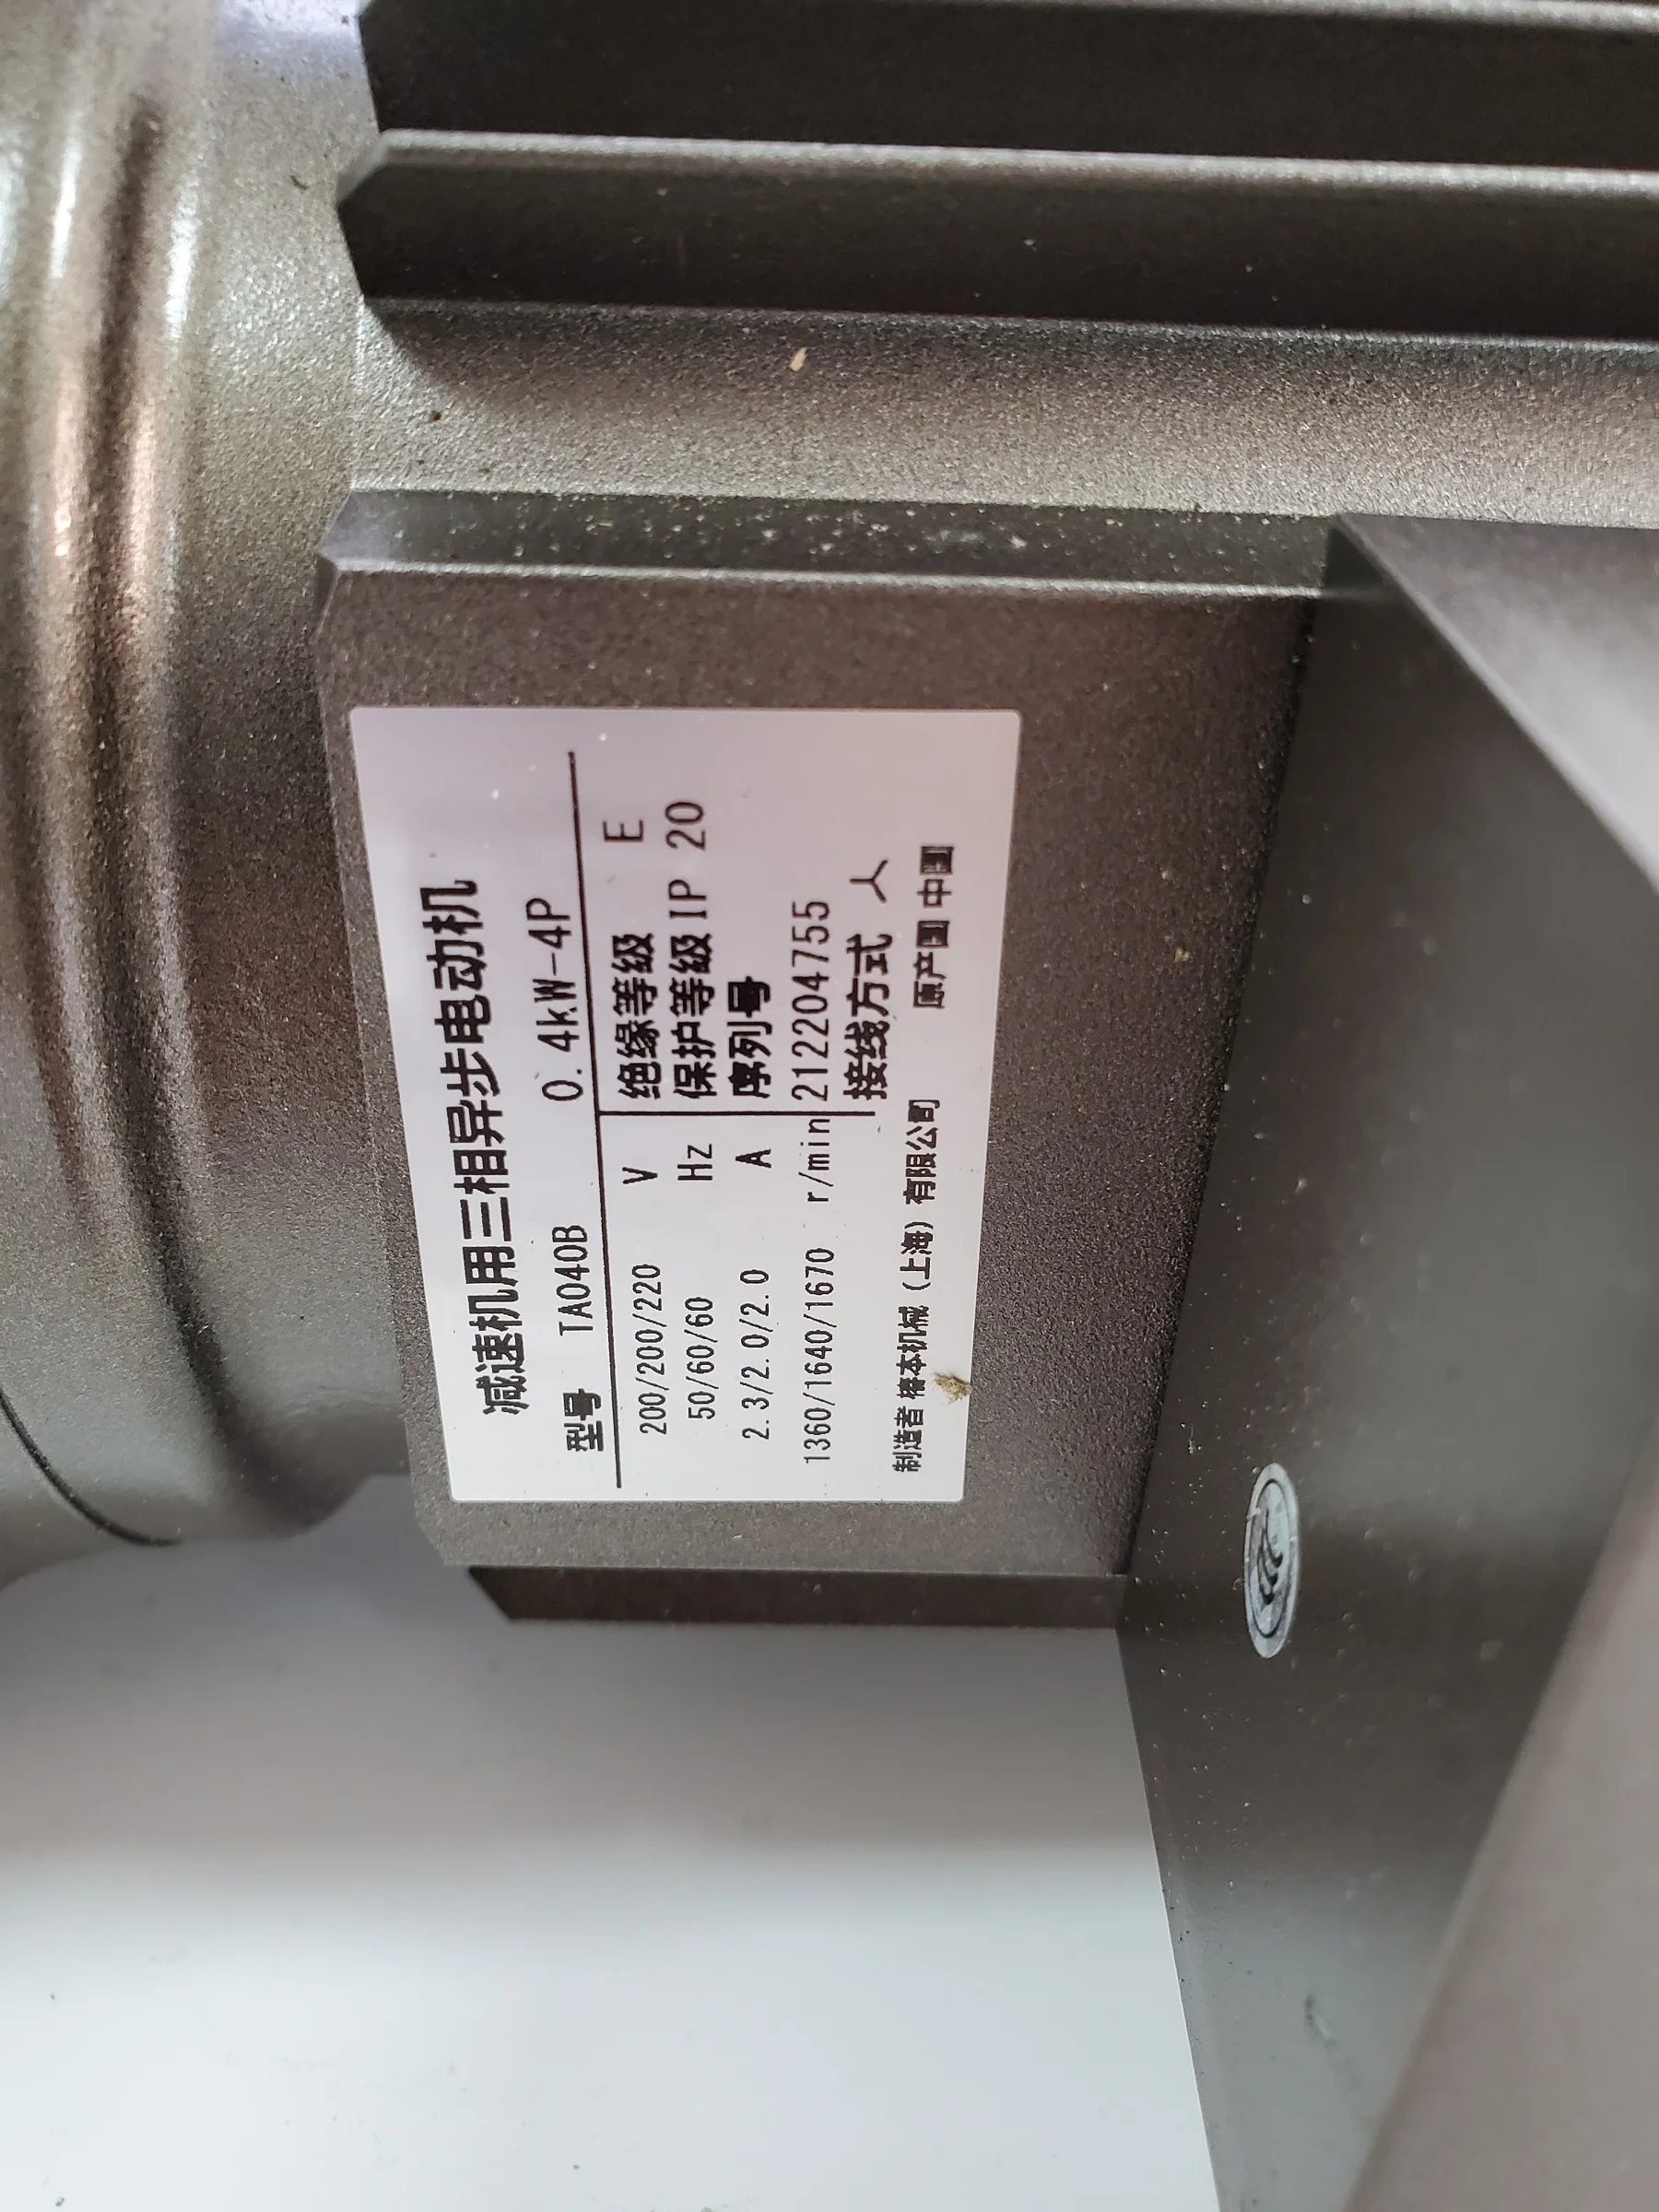 减速机用三相异步电动机
型号 TA040B 0.4kW-4P
200/200/220 V 绝缘等级 E
50/60/60 Hz 保护等级 IP 20
2.3/2.0/2.0 A 序列号
1360/1640/1670 r/min 2122204755
接线方式 人
制造者 椿本机械（上海）有限公司 原产国 中国